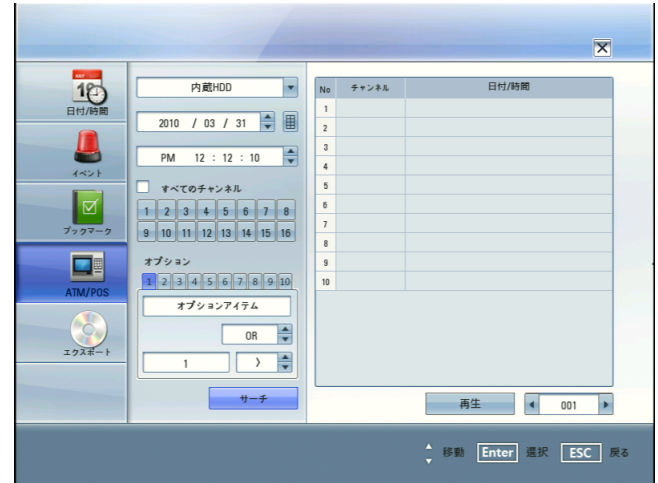 日付/時間
イベント
ブックマーク
ATM/POS
エクスポート
内蔵HDD
2010 / 03 / 31
PM 12 : 12 : 10
すべてのチャンネル
1 2 3 4 5 6 7 8
9 10 11 12 13 14 15 16
オプション
1 2 3 4 5 6 7 8 9 10
オプションアイテム
OR
1 >
サーチ
No チャンネル 日付/時間
1
2
3
4
5
6
7
8
9
10
再生 001
移動 Enter 選択 ESC 戻る